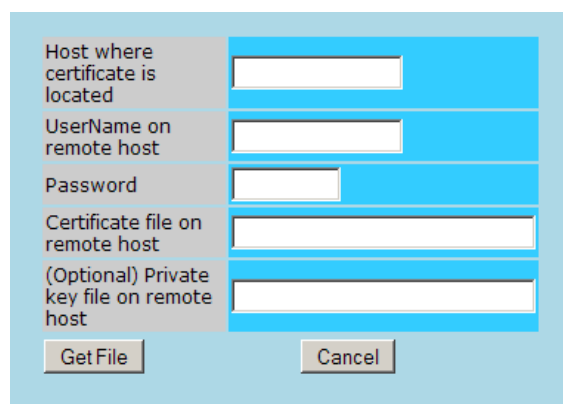 Host where
certificate is
located
UserName on
remote host
Password
Certificate file on
remote host
(Optional) Private
key file on remote
host
Get File
Cancel